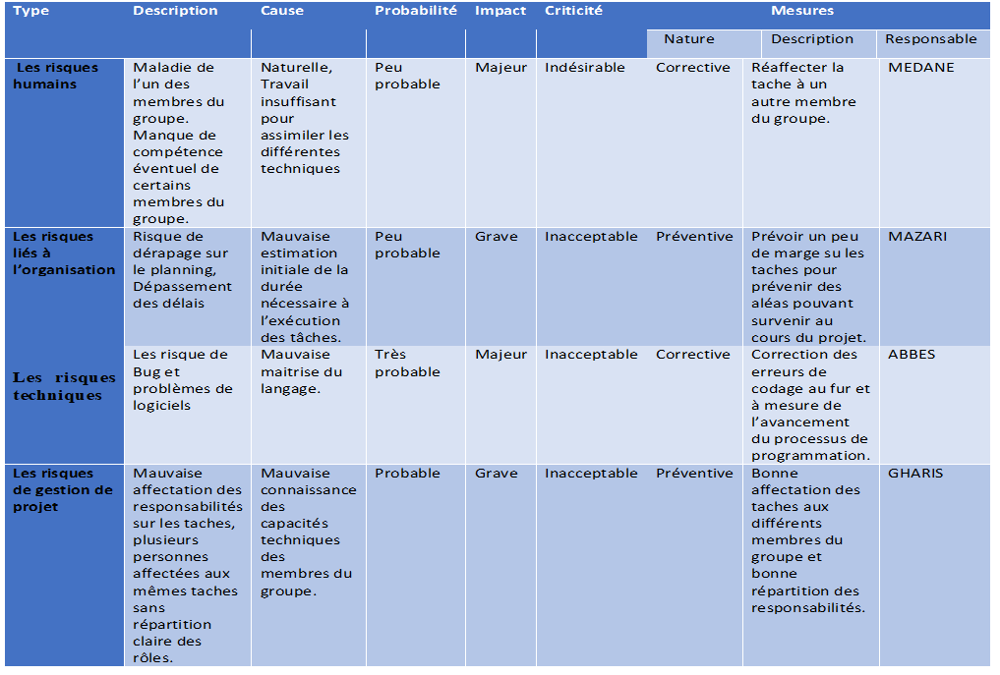 Type Description Cause Probabilité Impact Criticité Mesures
Nature Description Responsable
Les risques
humains
Maladie de
l'un des
membres du
groupe.
Manque de
compétence
éventuel de
certains
membres du
groupe.
Naturelle,
Travail
insuffisant
pour
assimiler les
différentes
techniques
Peu
probable
Majeur
Indésirable
Corrective
Réaffecter la
tache à un
autre membre
du groupe.
MEDANE
Les risques
liés à
l'organisation
Risque de
dérapage sur
le planning,
Dépassement
des délais
Mauvaise
estimation
initiale de la
durée
nécessaire à
l'exécution
des tâches.
Peu
probable
Grave
Inacceptable
Préventive
Prévoir un peu
de marge su les
taches pour
prévenir des
aléas pouvant
survenir au
cours du projet.
MAZARI
Les risques
techniques
Les risque de
Bug et
problèmes de
logiciels
Mauvaise
maitrise du
langage.
Très
probable
Majeur
Inacceptable
Corrective
Correction des
erreurs de
codage au fur et
à mesure de
l'avancement
du processus de
programmation.
ABBES
Les risques
de gestion de
projet
Mauvaise
affectation des
responsabilités
sur les taches,
plusieurs
personnes
affectées aux
mêmes taches
sans
répartition
claire des
rôles.
Mauvaise
connaissance
des
capacités
techniques
des
membres du
groupe.
Probable
Grave
Inacceptable
Préventive
Bonne
affectation des
taches aux
différents
membres du
groupe et
bonne
répartition des
responsabilités.
GHARIS